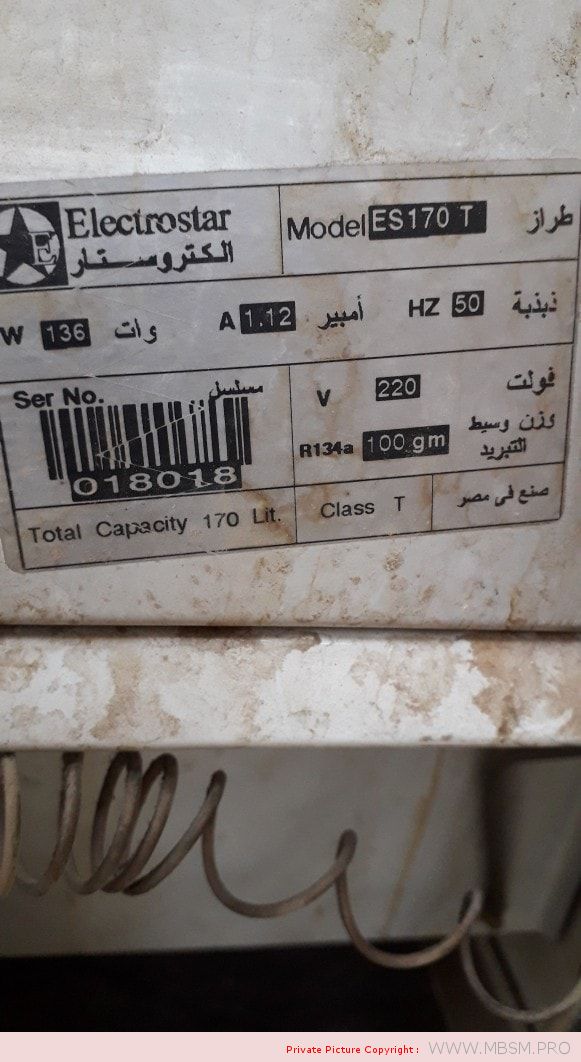 Electrostar
الكتروستار
Model ES170 T طراز
W 136 وات A 1.12 أمبير HZ 50 ذبذبة
Ser No. مسلسل
018018
V 220 فولت
R134a 100 gm وزن وسيط التبريد
Total Capacity 170 Lit. Class T صنع فى مصر
Private Picture Copyright : WWW.MBSM.PRO